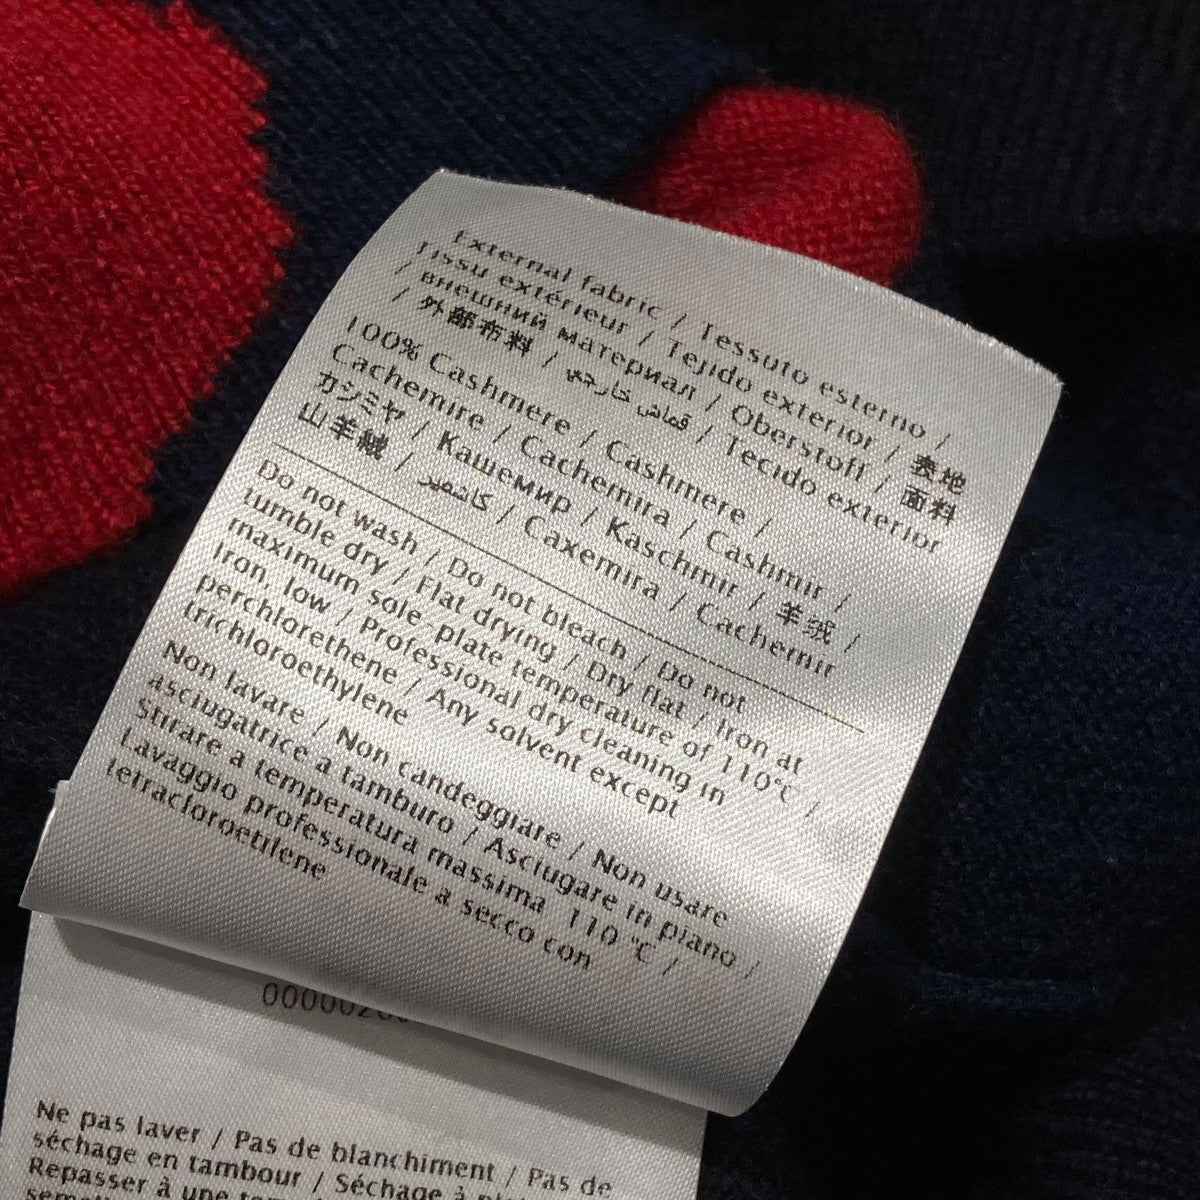 External fabric / Tessuto esterno /
Tissu extérieur / Tejido exterior / 表地
/ внешний материал / Oberstoff / 面料
/ 外部布料 / قماش خارجي / Tecido exterior
100% Cashmere / Cashmere /
Cachemire / Cachemira / Cashmir /
カシミヤ / Кашемир / Kaschmir / 羊绒 /
山羊絨 / كاشمير / Caxemira / Cachemir
Do not wash / Do not bleach / Do not
tumble dry / Flat drying / Dry flat / Iron at
maximum sole-plate temperature of 110°C /
Iron, low / Professional dry cleaning in
perchlorethene / Any solvent except
trichloroethylene
Non lavare / Non candeggiare / Non usare
asciugatrice a tamburo / Asciugare in piano /
Stirare a temperatura massima 110 °C /
Lavaggio professionale a secco con
tetracloroetilene
Ne pas laver / Pas de blanchiment / Pas de
séchage en tambour / Séchage à
Repasser à une